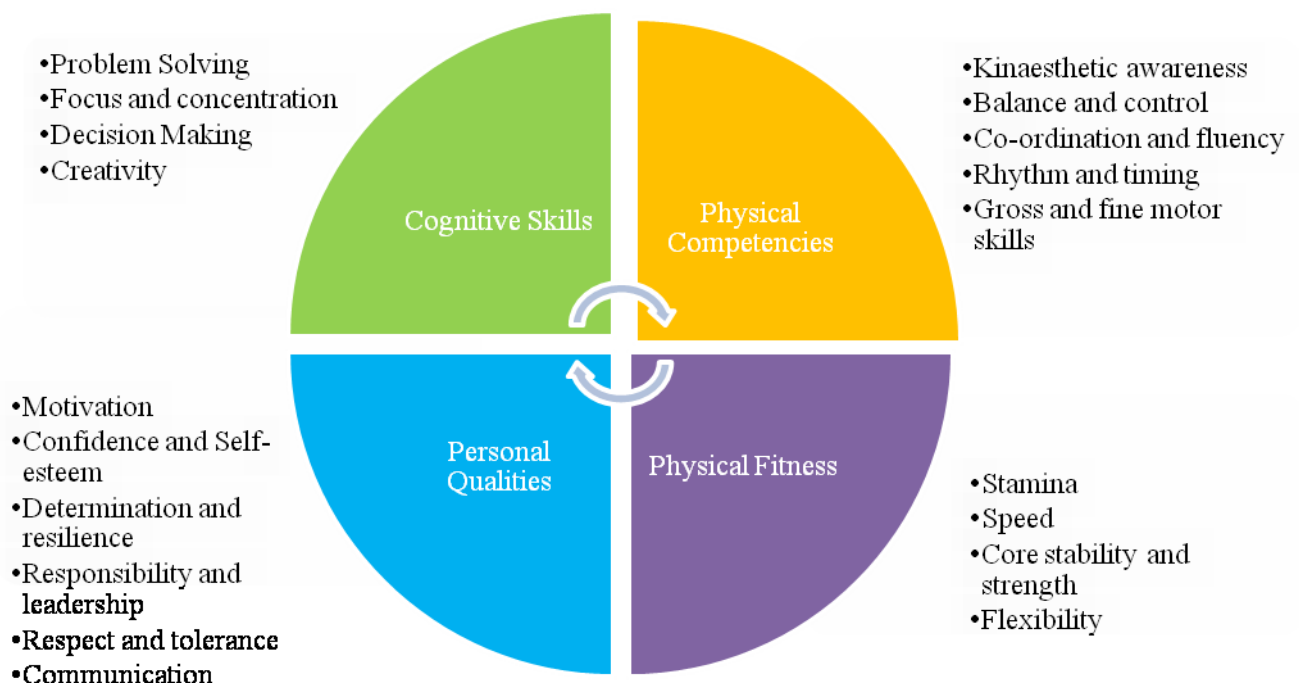 •Problem Solving
•Focus and concentration
•Decision Making
•Creativity
Cognitive Skills
Physical
Competencies
•Kinaesthetic awareness
•Balance and control
•Co-ordination and fluency
•Rhythm and timing
•Gross and fine motor
skills
•Motivation
•Confidence and Self-
esteem
•Determination and
resilience
•Responsibility and
leadership
•Respect and tolerance
•Communication
Personal
Qualities
Physical Fitness
•Stamina
•Speed
•Core stability and
strength
•Flexibility